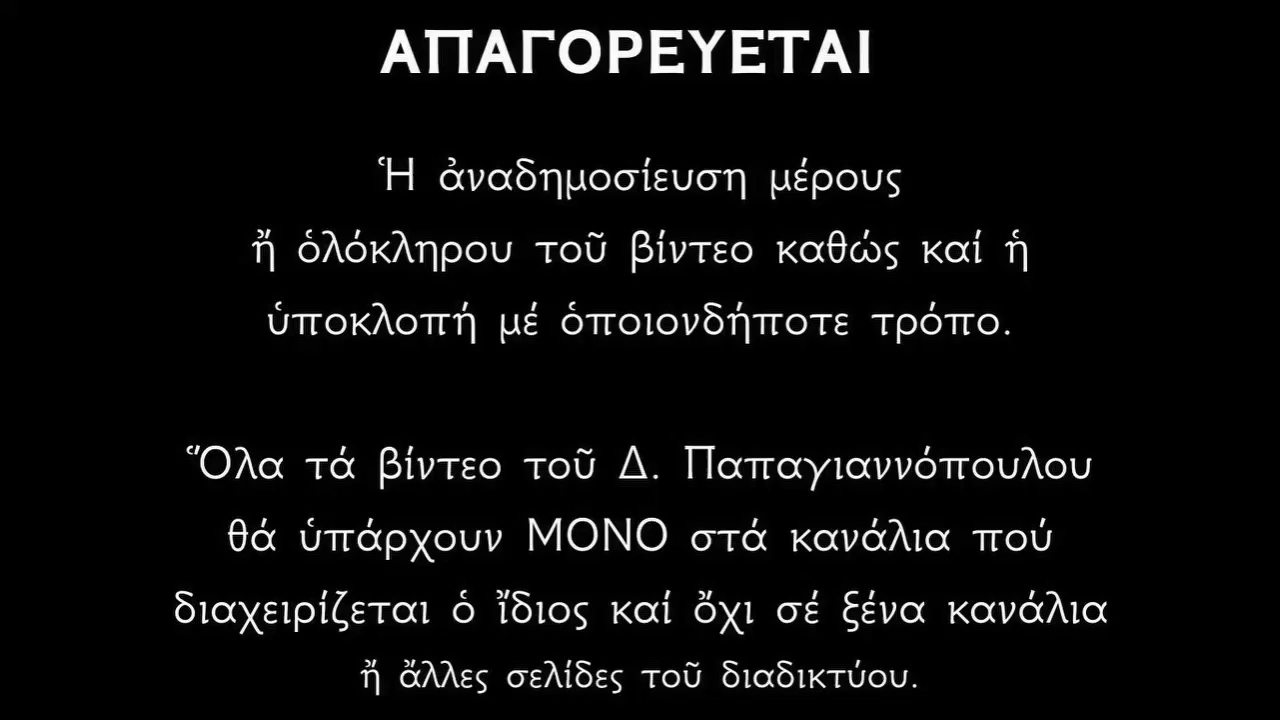 ΑΠΑΓΟΡΕΥΕΤΑΙ
Ἡ ἀναδημοσίευση μέρους
ἤ ὁλόκληρου τοῦ βίντεο καθώς καί ἡ
ὑποκλοπή μέ ὁποιονδήποτε τρόπο.
Ὅλα τά βίντεο τοῦ Δ. Παπαγιαννόπουλου
θά ὑπάρχουν ΜΟΝΟ στά κανάλια πού
διαχειρίζεται ὁ ἴδιος καί ὄχι σέ ξένα κανάλια
ἤ ἄλλες σελίδες τοῦ διαδικτύου.